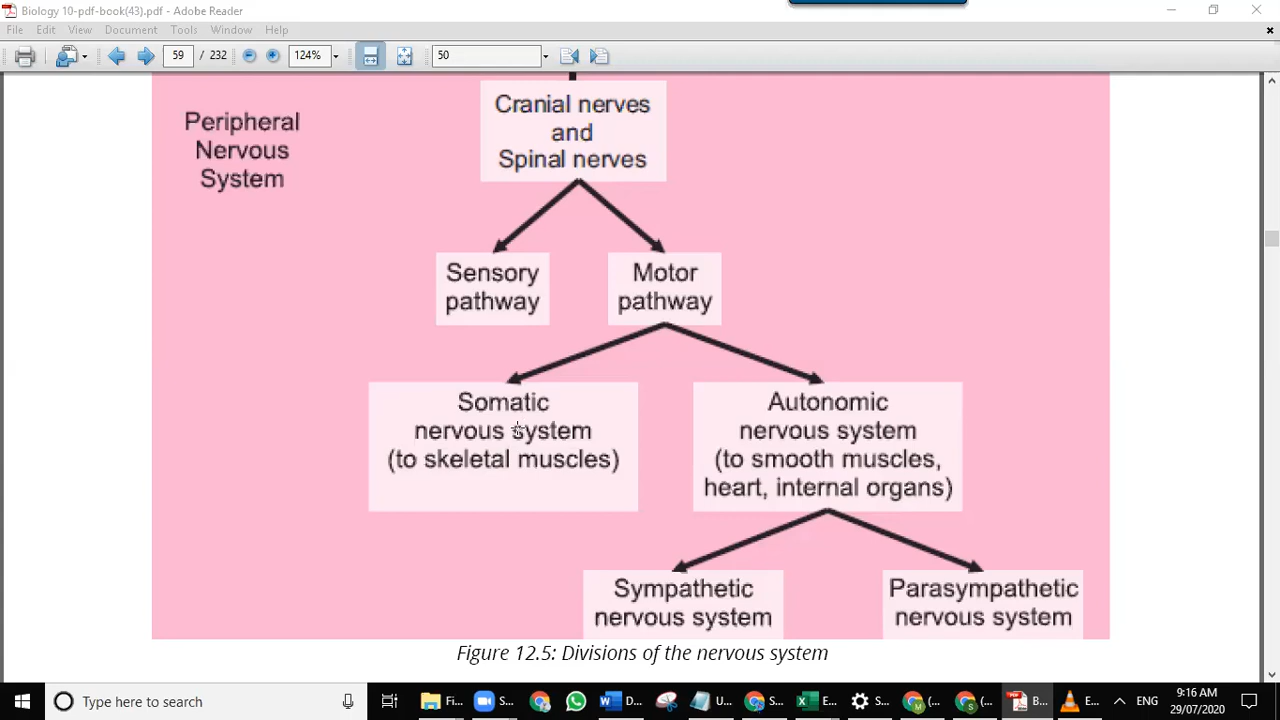 Biology 10-pdf-book(43).pdf - Adobe Reader
File Edit View Document Tools Window Help
59 / 232 124% 50
Peripheral
Nervous
System
Cranial nerves
and
Spinal nerves
Sensory
pathway
Motor
pathway
Somatic
nervous system
(to skeletal muscles)
Autonomic
nervous system
(to smooth muscles,
heart, internal organs)
Sympathetic
nervous system
Parasympathetic
nervous system
Figure 12.5: Divisions of the nervous system
Type here to search
Fi... S... D... U... S... E... S... (... (... B... E... ENG
9:16 AM
29/07/2020